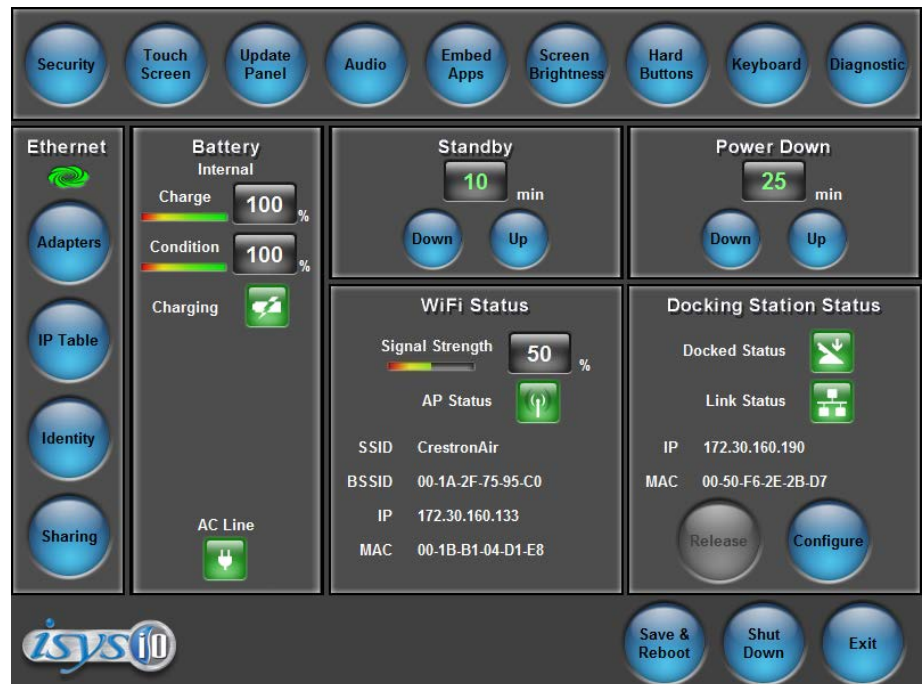 Security
Touch
Screen
Update
Panel
Audio
Embed
Apps
Screen
Brightness
Hard
Buttons
Keyboard
Diagnostic
Ethernet
Adapters
IP Table
Identity
Sharing
Battery
Internal
Charge 100 %
Condition 100 %
Charging
AC Line
Standby
10 min
Down Up
Power Down
25 min
Down Up
WiFi Status
Signal Strength 50 %
AP Status
SSID CrestronAir
BSSID 00-1A-2F-75-95-C0
IP 172.30.160.133
MAC 00-1B-B1-04-D1-E8
Docking Station Status
Docked Status
Link Status
IP 172.30.160.190
MAC 00-50-F6-2E-2B-D7
Release Configure
isys i0
Save &
Reboot
Shut
Down
Exit